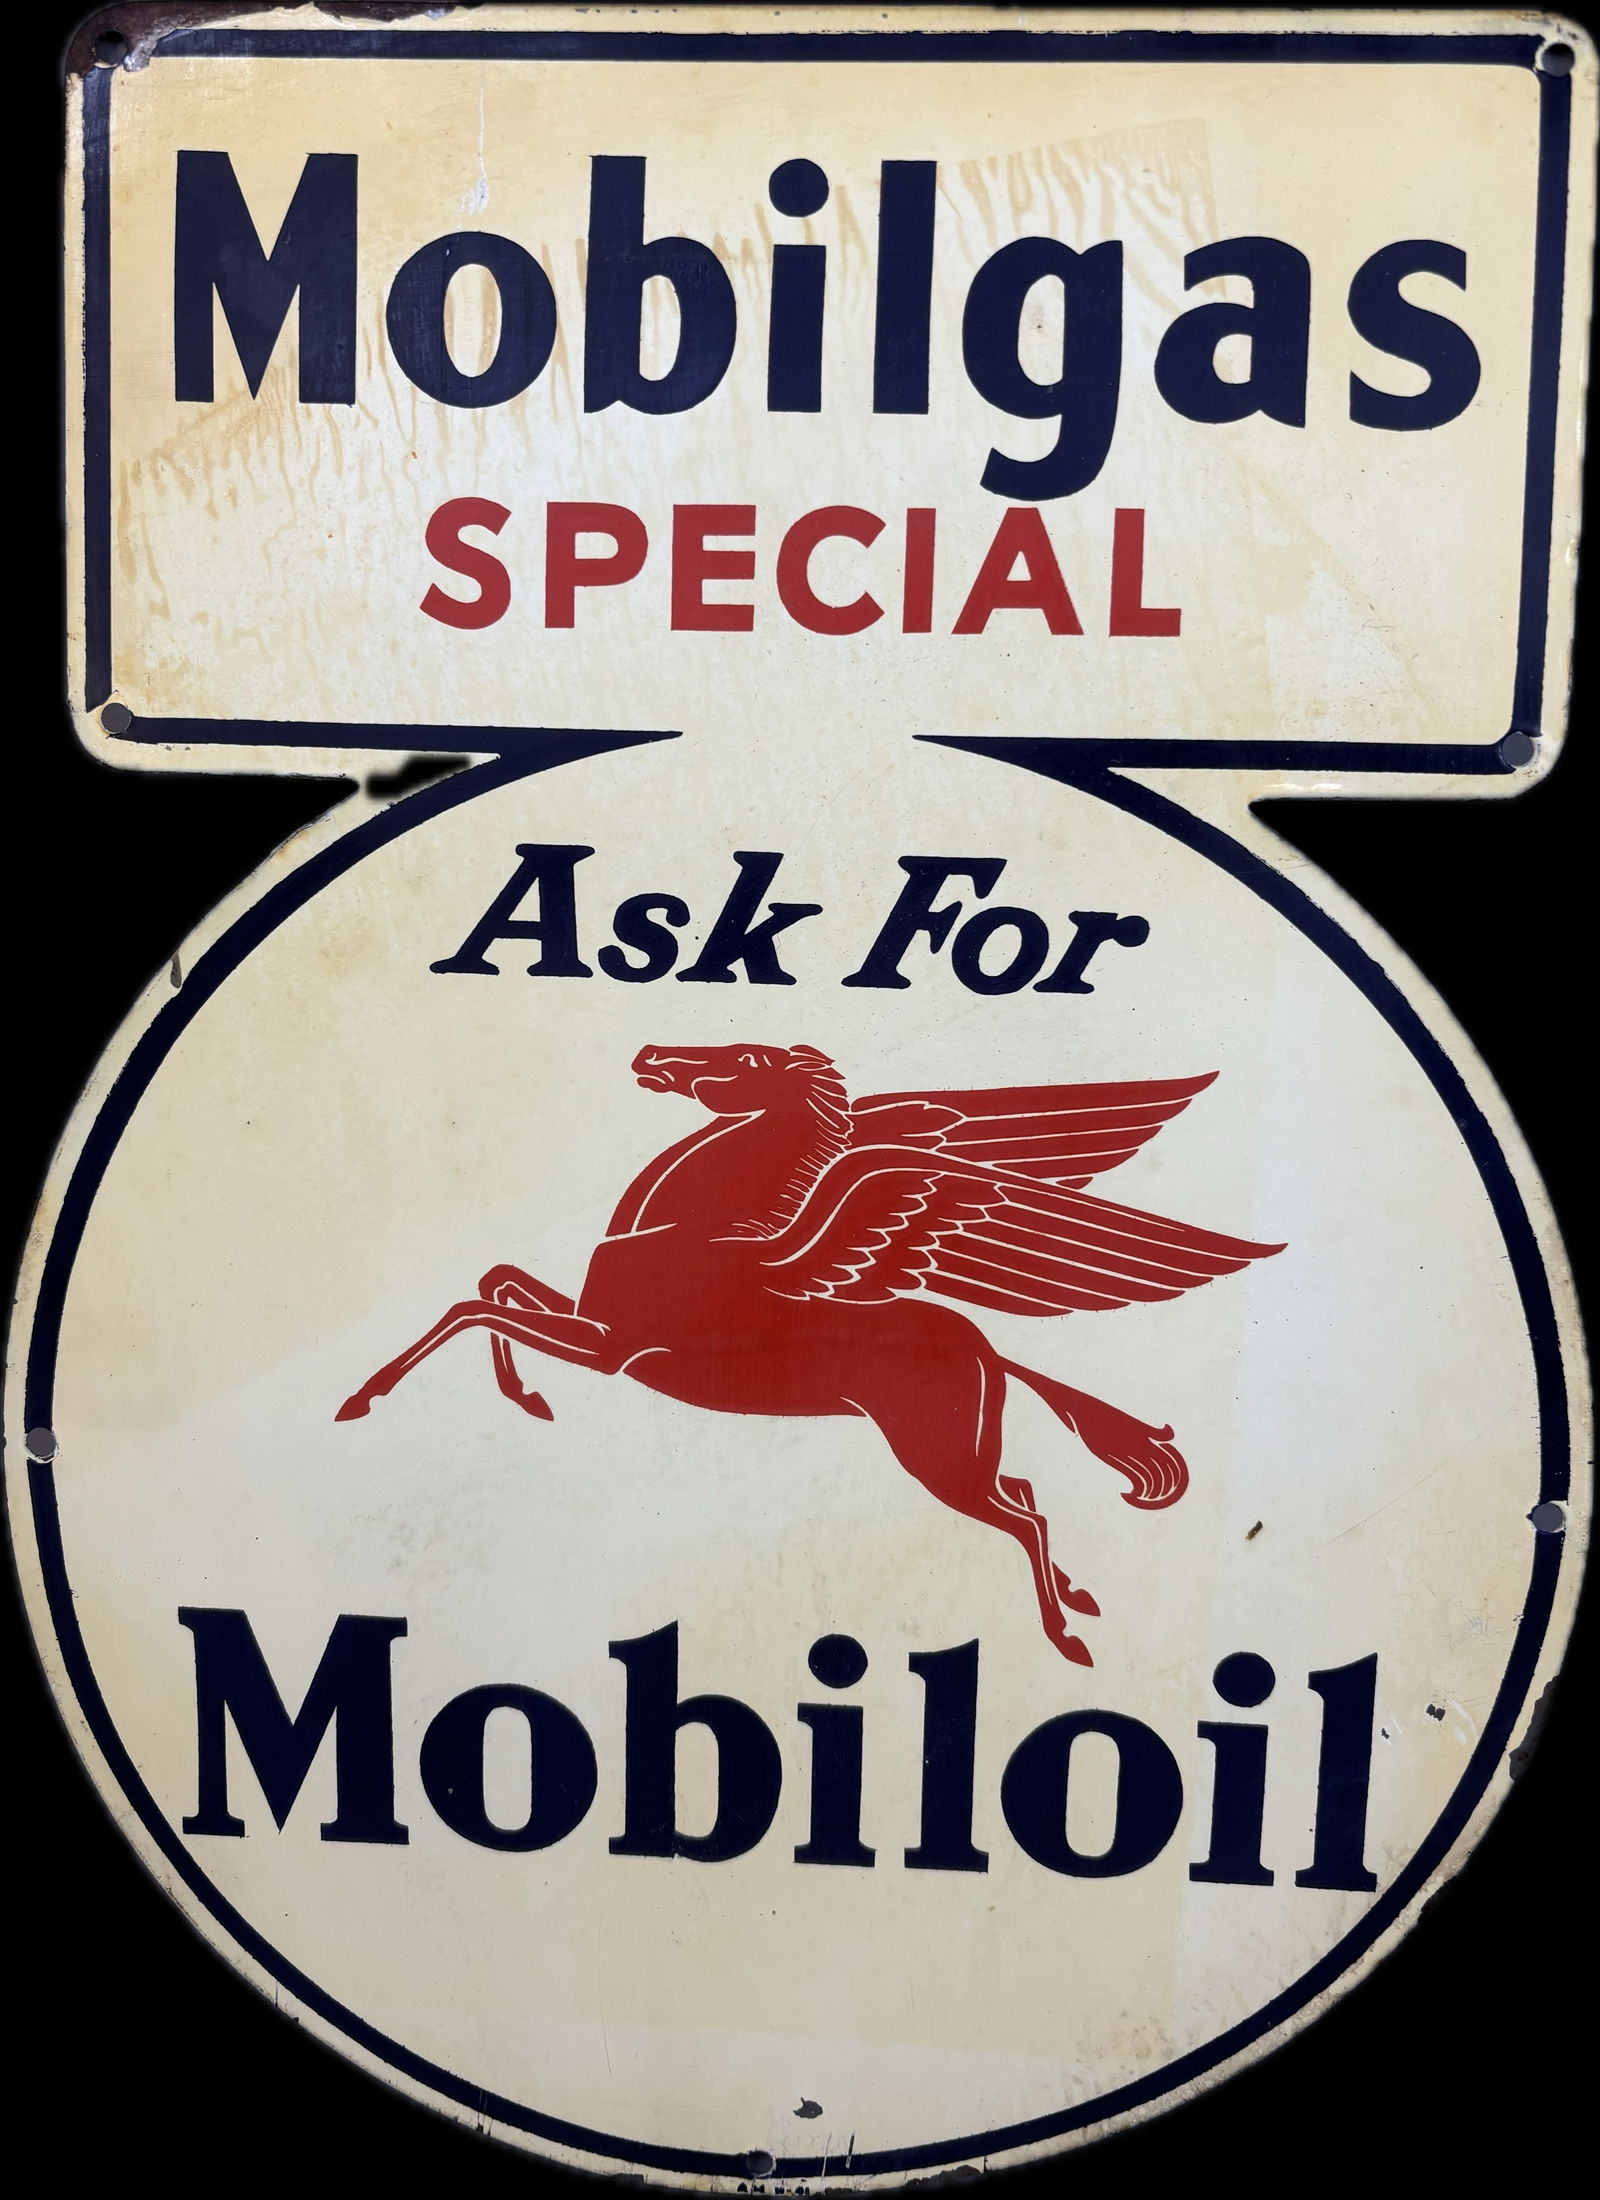 Mobilgas
SPECIAL
Ask For
Mobiloil